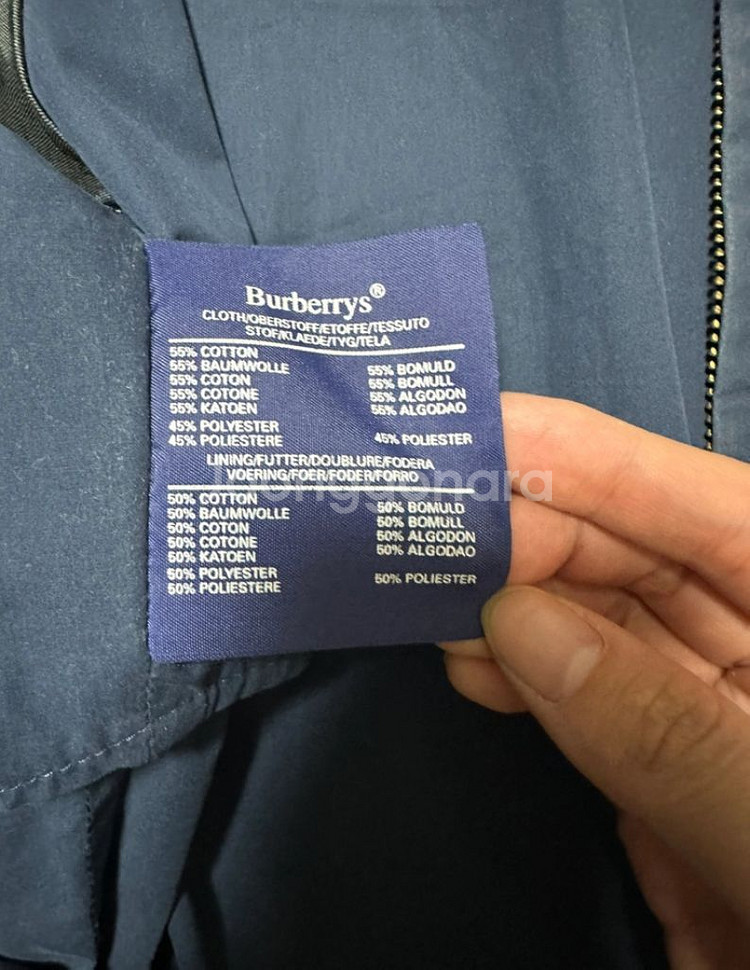 Burberrys®
CLOTH/OBERSTOFF/ETOFFE/TESSUTO
STOF/KLAEDE/TYG/TELA
55% COTTON
55% BAUMWOLLE 55% BOMULD
55% COTON 55% BOMULL
55% COTONE 55% ALGODON
55% KATOEN 55% ALGODAO
45% POLYESTER
45% POLIESTERE 45% POLIESTER
LINING/FUTTER/DOUBLURE/FODERA
VOERING/FOER/FODER/FORRO
50% COTTON
50% BAUMWOLLE 50% BOMULD
50% COTON 50% BOMULL
50% COTONE 50% ALGODON
50% KATOEN 50% ALGODAO
50% POLYESTER
50% POLIESTERE 50% POLIESTER